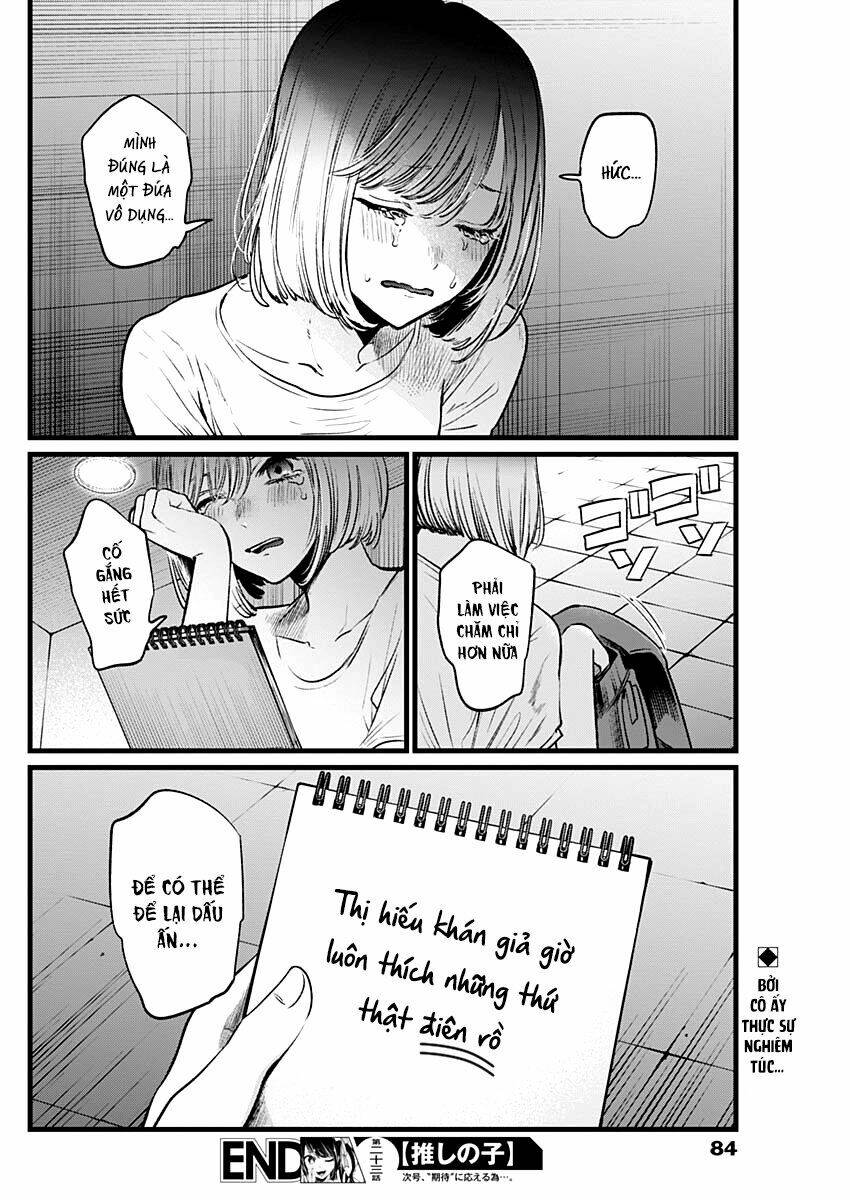 HỨC...
MÌNH
ĐÚNG LÀ
MỘT ĐỨA
VÔ DỤNG...
ゴシ
ゴシ
PHẢI
LÀM VIỆC
CHĂM CHỈ
HƠN NỮA
CỐ
GẮNG
HẾT
SỨC
ĐỂ CÓ THỂ
ĐỂ LẠI DẤU
ẤN...
Thị hiếu khán giả giờ
luôn thích những thứ
thật điên rồ
BỞI
CÔ ẤY
THỰC SỰ
NGHIÊM
TÚC...
84
END
第二十三話
【推しの子】
次号、“期待”に応える為…。